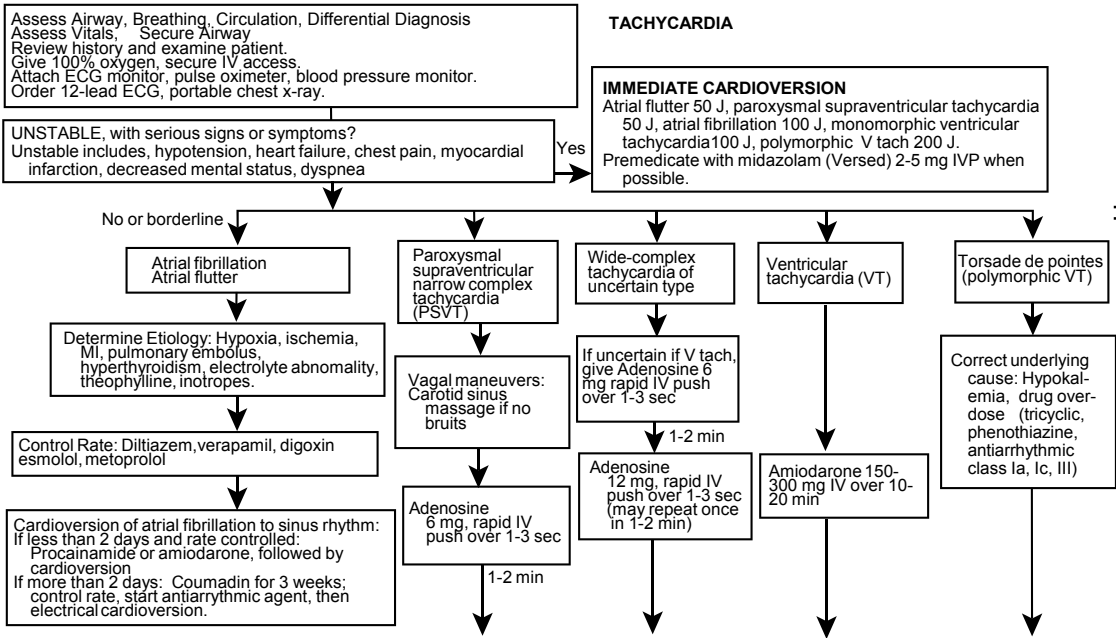 Assess Airway, Breathing, Circulation, Differential Diagnosis
Assess Vitals, Secure Airway
Review history and examine patient.
Give 100% oxygen, secure IV access.
Attach ECG monitor, pulse oximeter, blood pressure monitor.
Order 12-lead ECG, portable chest x-ray.
TACHYCARDIA
UNSTABLE, with serious signs or symptoms?
Unstable includes, hypotension, heart failure, chest pain, myocardial
infarction, decreased mental status, dyspnea
Yes
IMMEDIATE CARDIOVERSION
Atrial flutter 50 J, paroxysmal supraventricular tachycardia
50 J, atrial fibrillation 100 J, monomorphic ventricular
tachycardia100 J, polymorphic V tach 200 J.
Premedicate with midazolam (Versed) 2-5 mg IVP when
possible.
:
No or borderline
Atrial fibrillation
Atrial flutter
Determine Etiology: Hypoxia, ischemia,
MI, pulmonary embolus,
hyperthyroidism, electrolyte abnomality,
theophylline, inotropes.
Control Rate: Diltiazem,verapamil, digoxin
esmolol, metoprolol
Cardioversion of atrial fibrillation to sinus rhythm:
If less than 2 days and rate controlled:
Procainamide or amiodarone, followed by
cardioversion
If more than 2 days: Coumadin for 3 weeks;
control rate, start antiarrythmic agent, then
electrical cardioversion.
Paroxysmal
supraventricular
narrow complex
tachycardia
(PSVT)
Vagal maneuvers:
Carotid sinus
massage if no
bruits
Adenosine
6 mg, rapid IV
push over 1-3 sec
1-2 min
Wide-complex
tachycardia of
uncertain type
If uncertain if V tach,
give Adenosine 6
mg rapid IV push
over 1-3 sec
1-2 min
Adenosine
12 mg, rapid IV
push over 1-3 sec
(may repeat once
in 1-2 min)
Ventricular
tachycardia (VT)
Amiodarone 150-
300 mg IV over 10-
20 min
Torsade de pointes
(polymorphic VT)
Correct underlying
cause: Hypokal-
emia, drug over-
dose (tricyclic,
phenothiazine,
antiarrhythmic
class Ia, Ic, III)